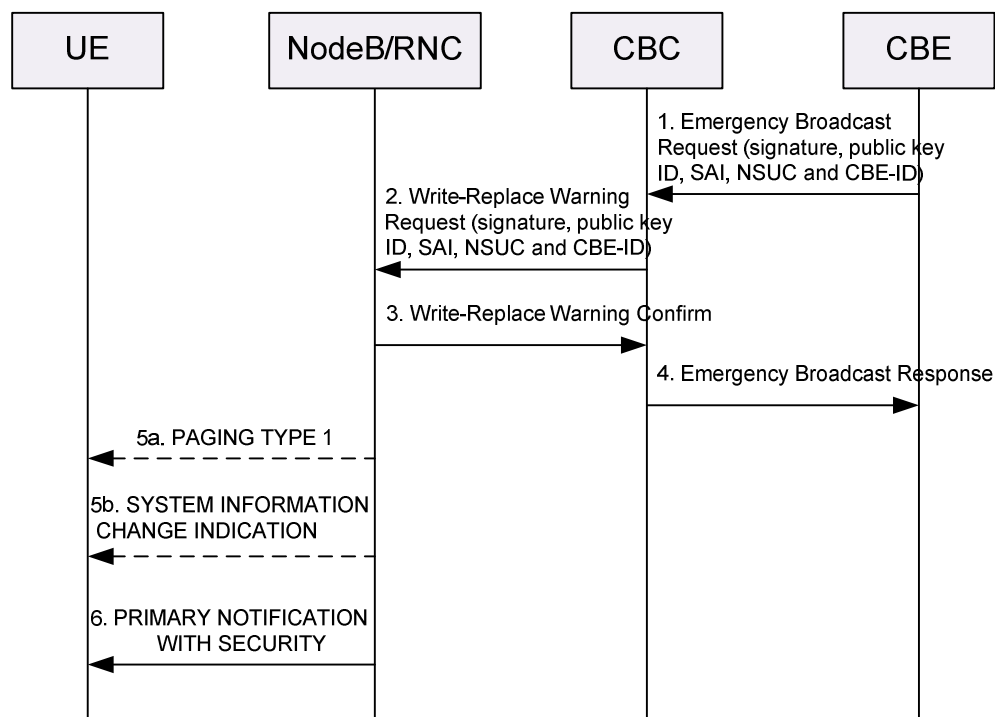 UE
NodeB/RNC
CBC
CBE
1. Emergency Broadcast
Request (signature, public key
ID, SAI, NSUC and CBE-ID)
2. Write-Replace Warning
Request (signature, public key
ID, SAI, NSUC and CBE-ID)
3. Write-Replace Warning Confirm
4. Emergency Broadcast Response
5a. PAGING TYPE 1
5b. SYSTEM INFORMATION
CHANGE INDICATION
6. PRIMARY NOTIFICATION
WITH SECURITY